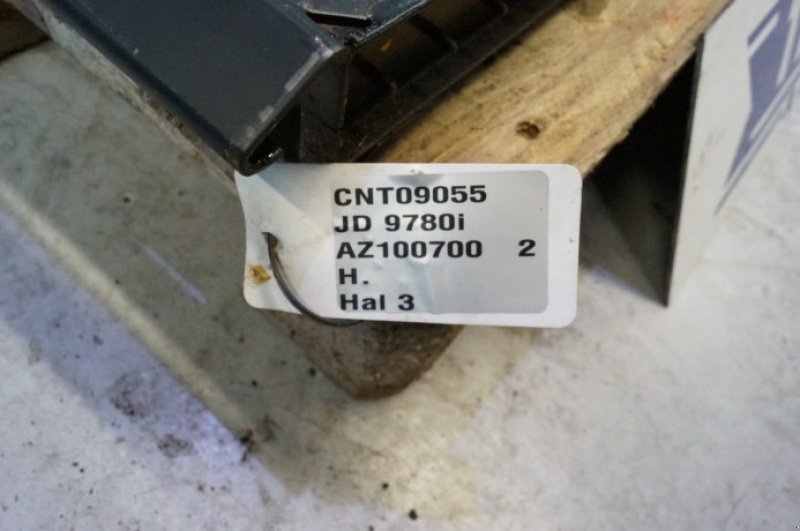 CNT09055
JD 9780i
AZ100700 2
H.
Hal 3